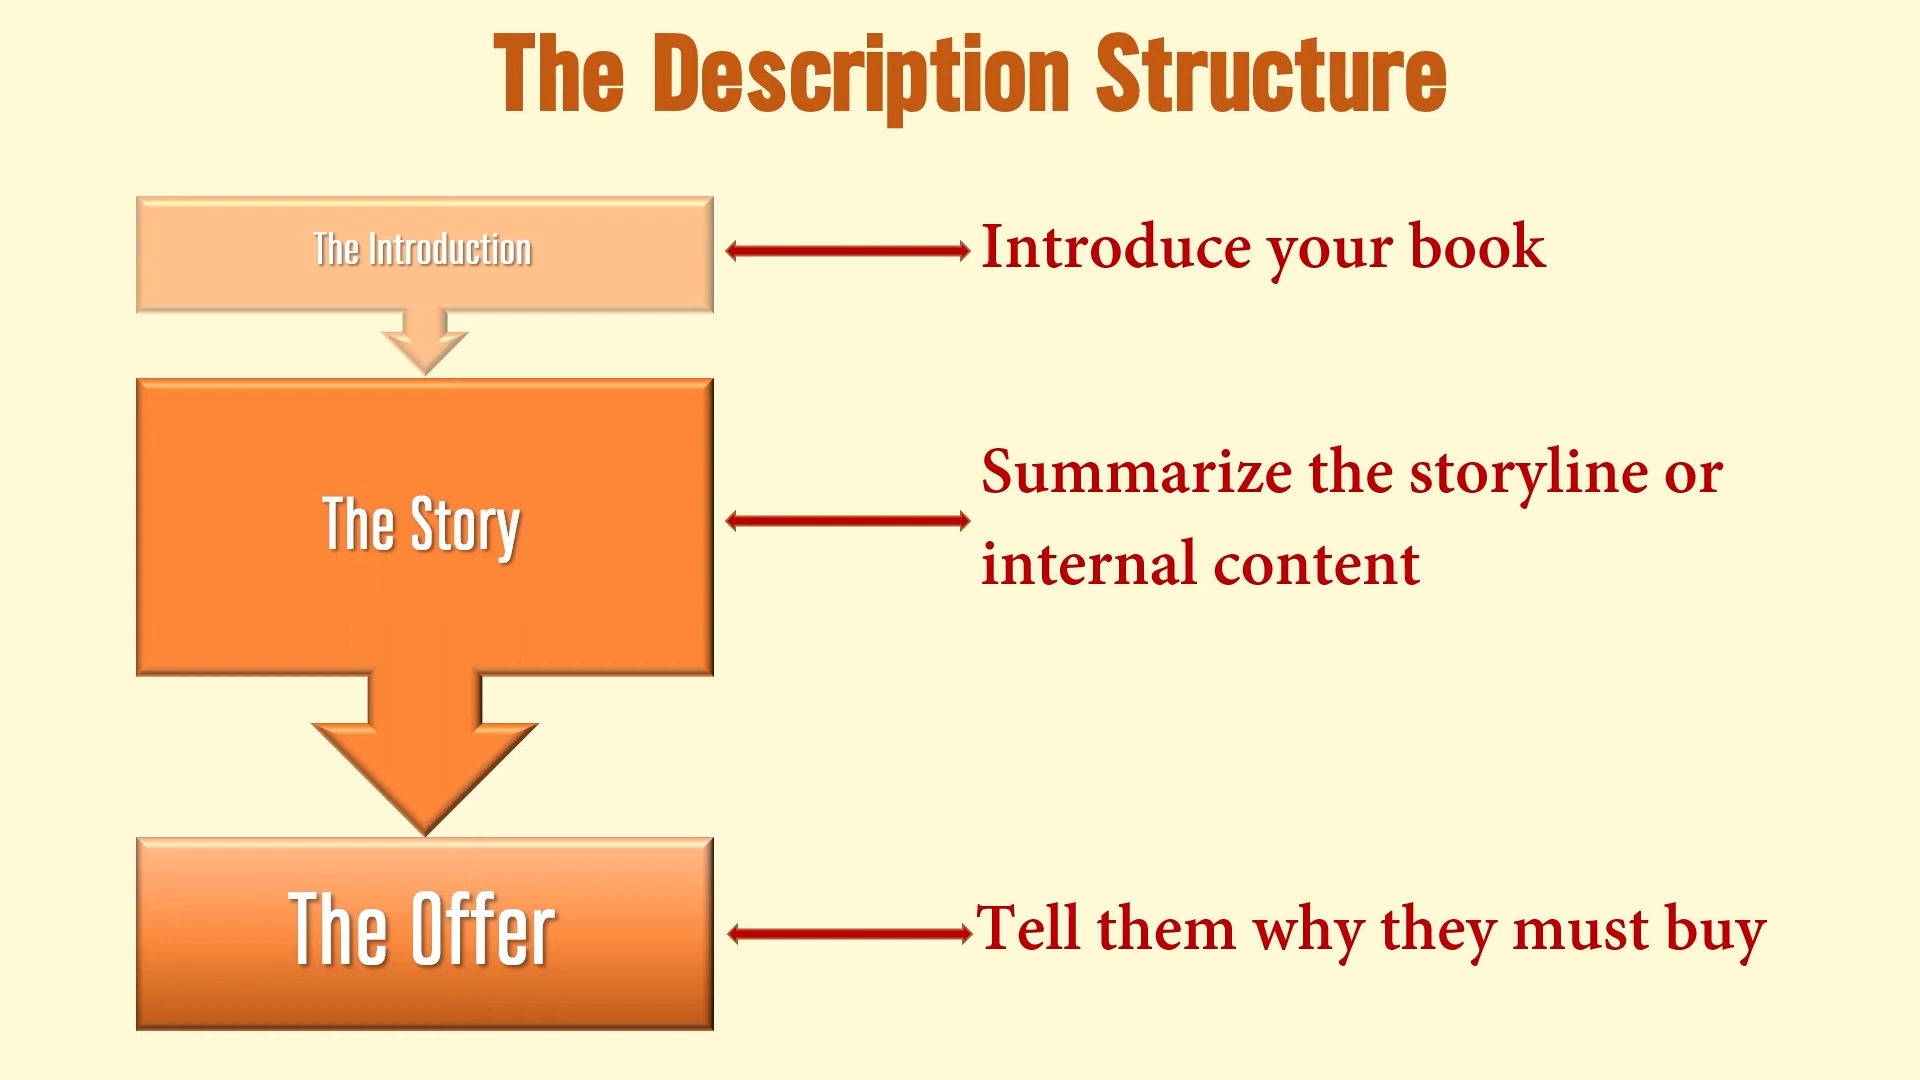 The Description Structure
The Introduction
Introduce your book
The Story
Summarize the storyline or
internal content
The Offer
Tell them why they must buy